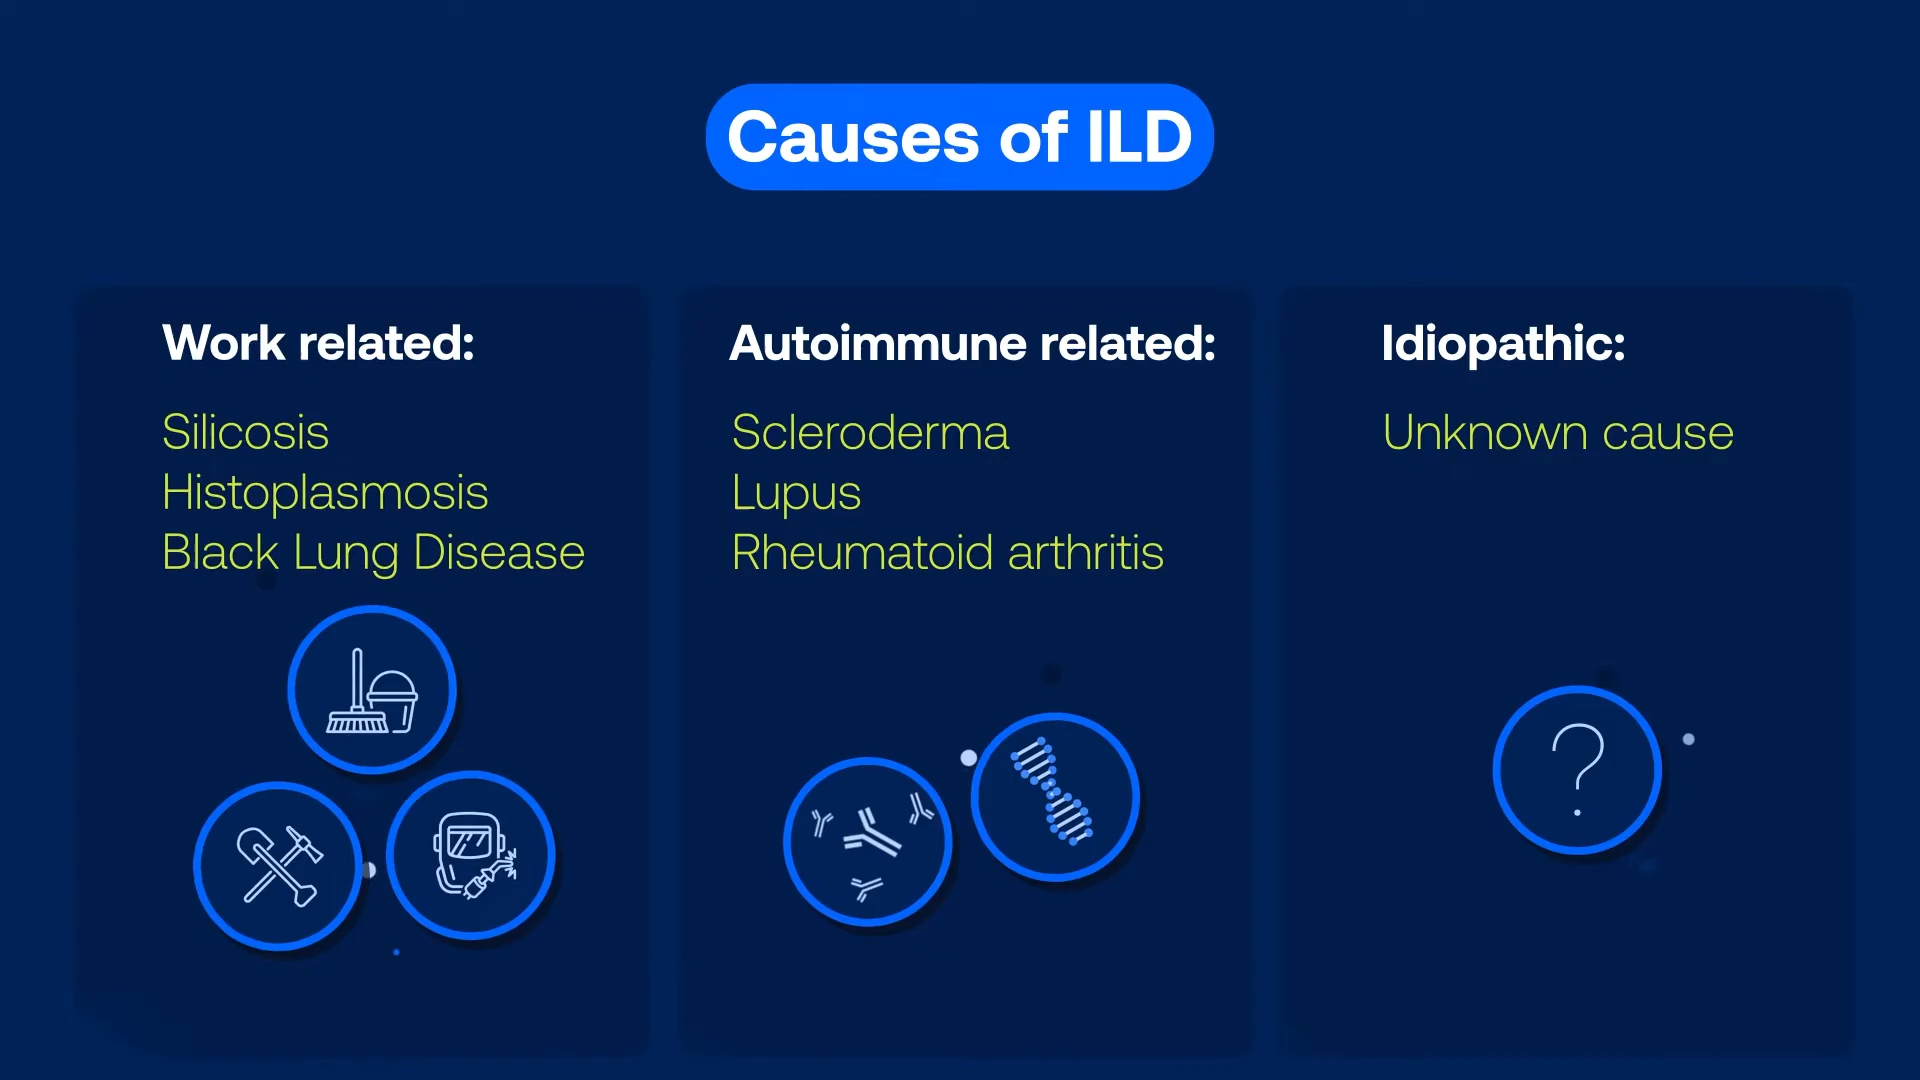 Causes of ILD
Work related:
Silicosis
Histoplasmosis
Black Lung Disease
Autoimmune related:
Scleroderma
Lupus
Rheumatoid arthritis
Idiopathic:
Unknown cause
?